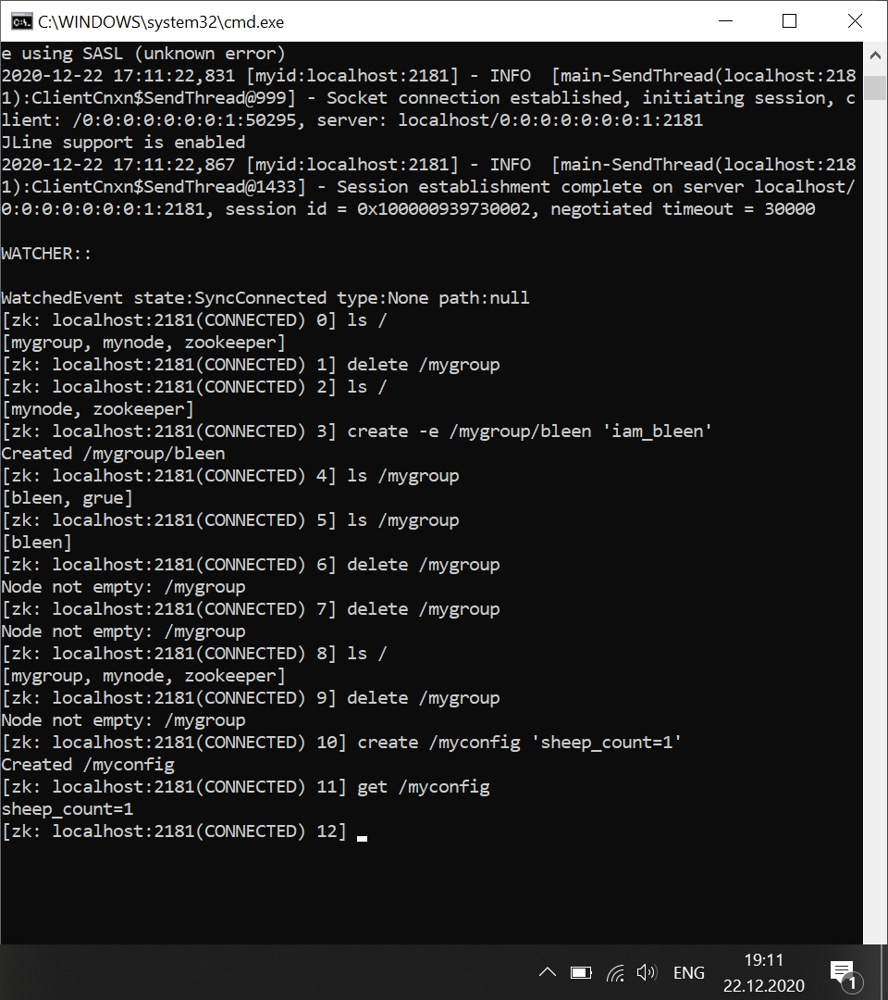 C:\WINDOWS\system32\cmd.exe
e using SASL (unknown error)
2020-12-22 17:11:22,831 [myid:localhost:2181] - INFO  [main-SendThread(localhost:218
1):ClientCnxn$SendThread@999] - Socket connection established, initiating session, c
lient: /0:0:0:0:0:0:0:1:50295, server: localhost/0:0:0:0:0:0:0:1:2181
JLine support is enabled
2020-12-22 17:11:22,867 [myid:localhost:2181] - INFO  [main-SendThread(localhost:218
1):ClientCnxn$SendThread@1433] - Session establishment complete on server localhost/
0:0:0:0:0:0:0:1:2181, session id = 0x100000939730002, negotiated timeout = 30000
WATCHER::
WatchedEvent state:SyncConnected type:None path:null
[zk: localhost:2181(CONNECTED) 0] ls /
[mygroup, mynode, zookeeper]
[zk: localhost:2181(CONNECTED) 1] delete /mygroup
[zk: localhost:2181(CONNECTED) 2] ls /
[mynode, zookeeper]
[zk: localhost:2181(CONNECTED) 3] create -e /mygroup/bleen 'iam_bleen'
Created /mygroup/bleen
[zk: localhost:2181(CONNECTED) 4] ls /mygroup
[bleen, grue]
[zk: localhost:2181(CONNECTED) 5] ls /mygroup
[bleen]
[zk: localhost:2181(CONNECTED) 6] delete /mygroup
Node not empty: /mygroup
[zk: localhost:2181(CONNECTED) 7] delete /mygroup
Node not empty: /mygroup
[zk: localhost:2181(CONNECTED) 8] ls /
[mygroup, mynode, zookeeper]
[zk: localhost:2181(CONNECTED) 9] delete /mygroup
Node not empty: /mygroup
[zk: localhost:2181(CONNECTED) 10] create /myconfig 'sheep_count=1'
Created /myconfig
[zk: localhost:2181(CONNECTED) 11] get /myconfig
sheep_count=1
[zk: localhost:2181(CONNECTED) 12]
ENG
19:11
22.12.2020
1